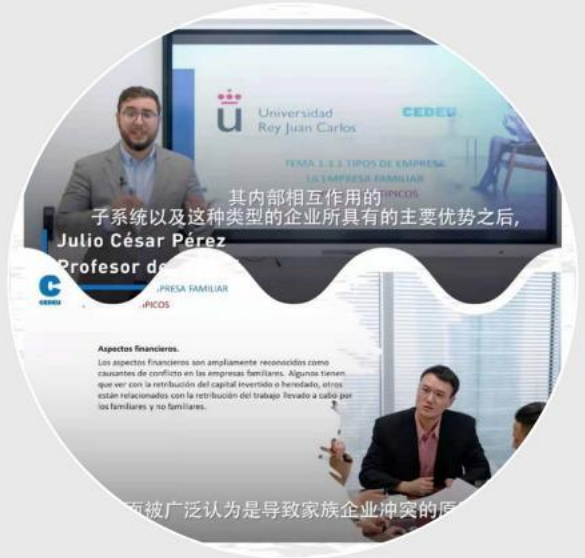 Universidad
Rey Juan Carlos
CEDEU
TEMA 1.3.1 TIPOS DE EMPRESA
LA EMPRESA FAMILIAR
TIPICOS
其内部相互作用的
子系统以及这种类型的企业所具有的主要优势之后,
Julio César Pérez
Profesor de
CEDEU
EMPRESA FAMILIAR
TIPICOS
Aspectos financieros.
Los aspectos financieros son ampliamente reconocidos como
causantes de conflicto en las empresas familiares. Algunos tienen
que ver con la retribución del capital invertido o heredado, otros
están relacionados con la retribución del trabajo llevado a cabo por
los familiares y no familiares.
面被广泛认为是导致家族企业冲突的原